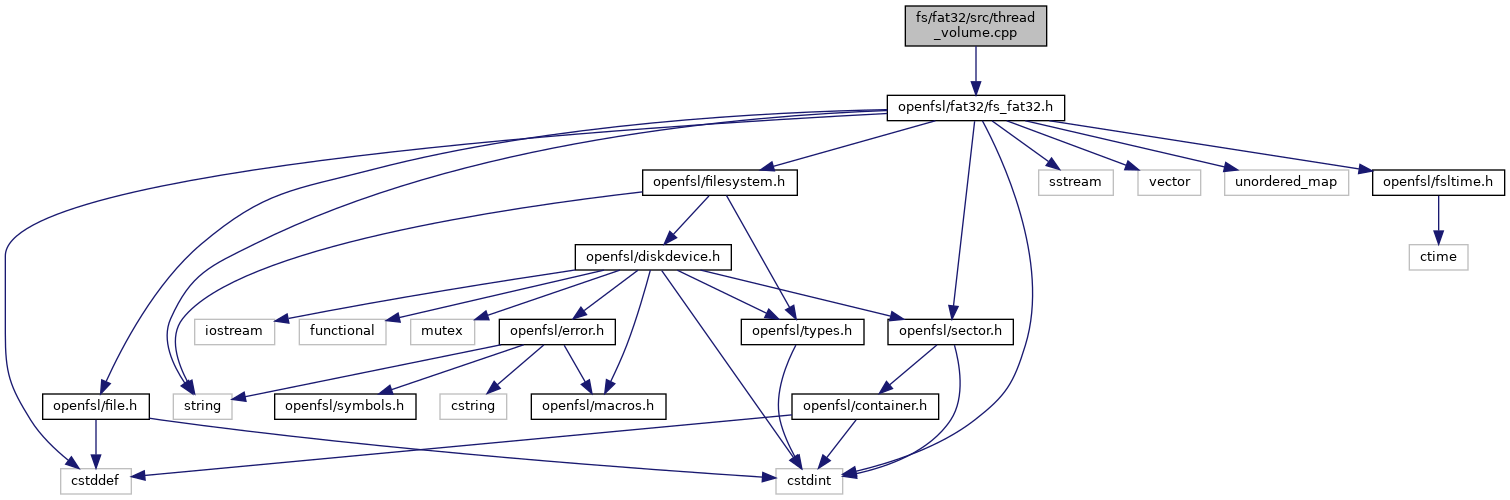 fs/fat32/src/thread
_volume.cpp
openfsl/fat32/fs_fat32.h
openfsl/filesystem.h
sstream
vector
unordered_map
openfsl/fsltime.h
openfsl/diskdevice.h
ctime
iostream
functional
mutex
openfsl/error.h
openfsl/types.h
openfsl/sector.h
openfsl/file.h
string
openfsl/symbols.h
cstring
openfsl/macros.h
openfsl/container.h
cstddef
cstdint